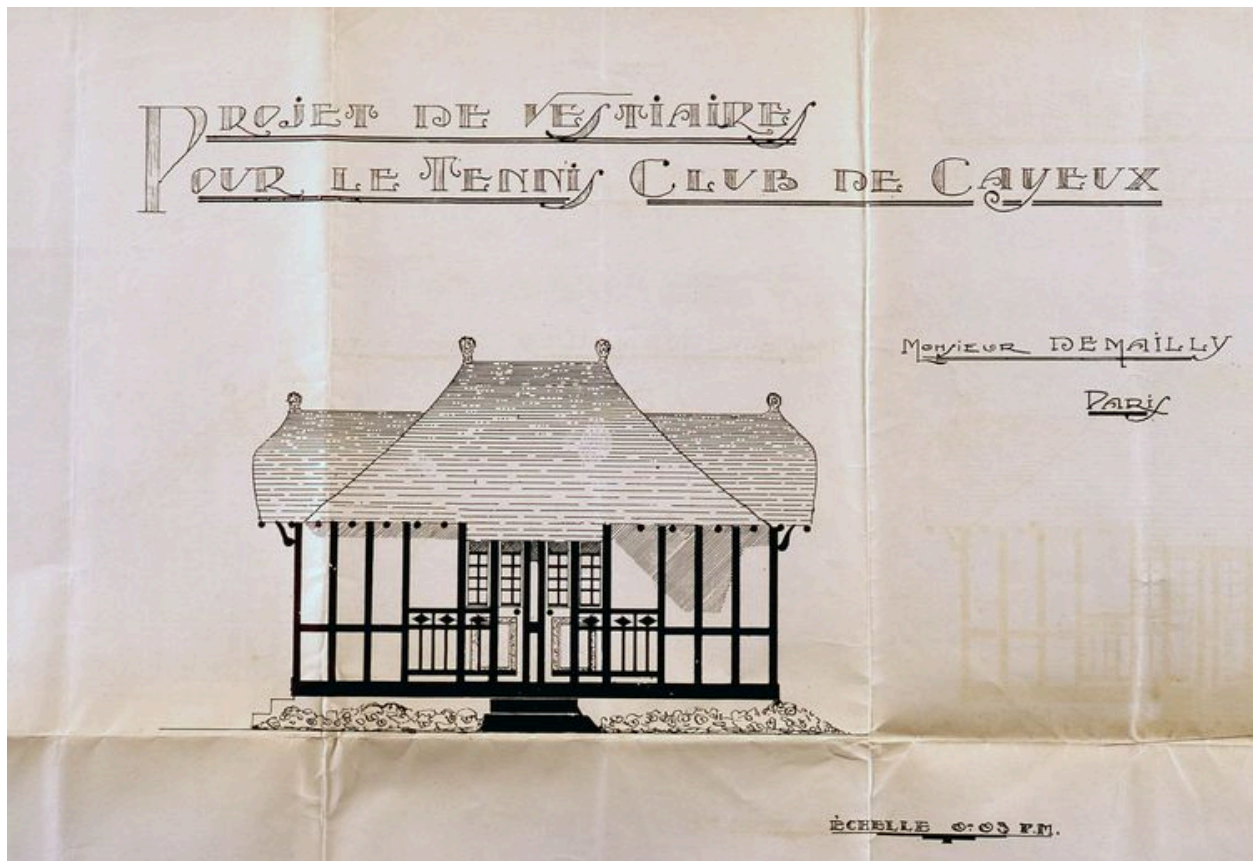 PROJET DE VESTIAIRES
POUR LE TENNIS CLUB DE CAYEUX
MONSIEUR DEMAILLY
PARIS
ÉCHELLE 0.03 P.M.